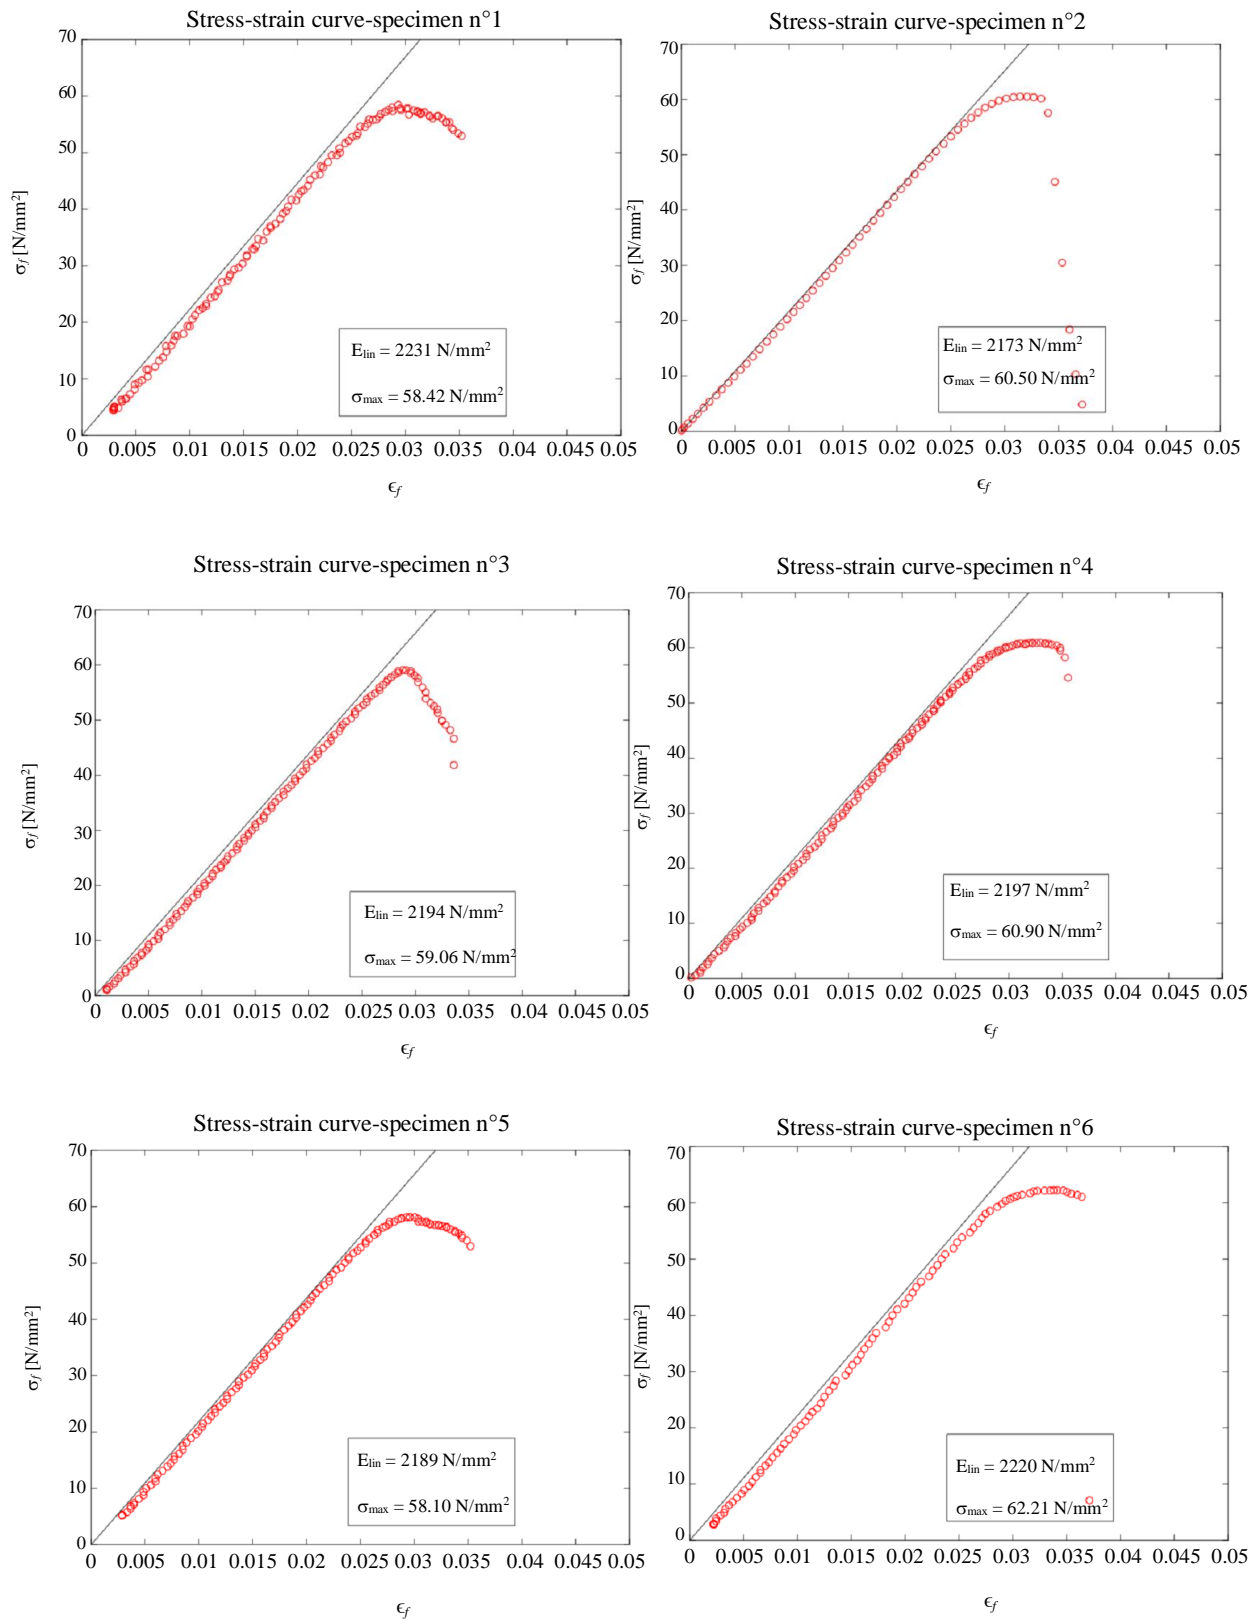 Stress-strain curve-specimen n°1
70
60
50
40
30
20
10
0
σf [N/mm²]
Elin = 2231 N/mm²
σmax = 58.42 N/mm²
0.005 0.01 0.015 0.02 0.025 0.03 0.035 0.04 0.045 0.05
ϵf
Stress-strain curve-specimen n°2
70
60
50
40
30
20
10
0
σf [N/mm²]
Elin = 2173 N/mm²
σmax = 60.50 N/mm²
0 0.005 0.01 0.015 0.02 0.025 0.03 0.035 0.04 0.045 0.05
ϵf
Stress-strain curve-specimen n°3
70
60
50
40
30
20
10
0
σf [N/mm²]
Elin = 2194 N/mm²
σmax = 59.06 N/mm²
0 0.005 0.01 0.015 0.02 0.025 0.03 0.035 0.04 0.045 0.05
ϵf
Stress-strain curve-specimen n°4
70
60
50
40
30
20
10
0
σf [N/mm²]
Elin = 2197 N/mm²
σmax = 60.90 N/mm²
0 0.005 0.01 0.015 0.02 0.025 0.03 0.035 0.04 0.045 0.05
ϵf
Stress-strain curve-specimen n°5
70
60
50
40
30
20
10
0
σf [N/mm²]
Elin = 2189 N/mm²
σmax = 58.10 N/mm²
0 0.005 0.01 0.015 0.02 0.025 0.03 0.035 0.04 0.045 0.05
ϵf
Stress-strain curve-specimen n°6
70
60
50
40
30
20
10
0
σf [N/mm²]
Elin = 2220 N/mm²
σmax = 62.21 N/mm²
0 0.005 0.01 0.015 0.02 0.025 0.03 0.035 0.04 0.045 0.05
ϵf